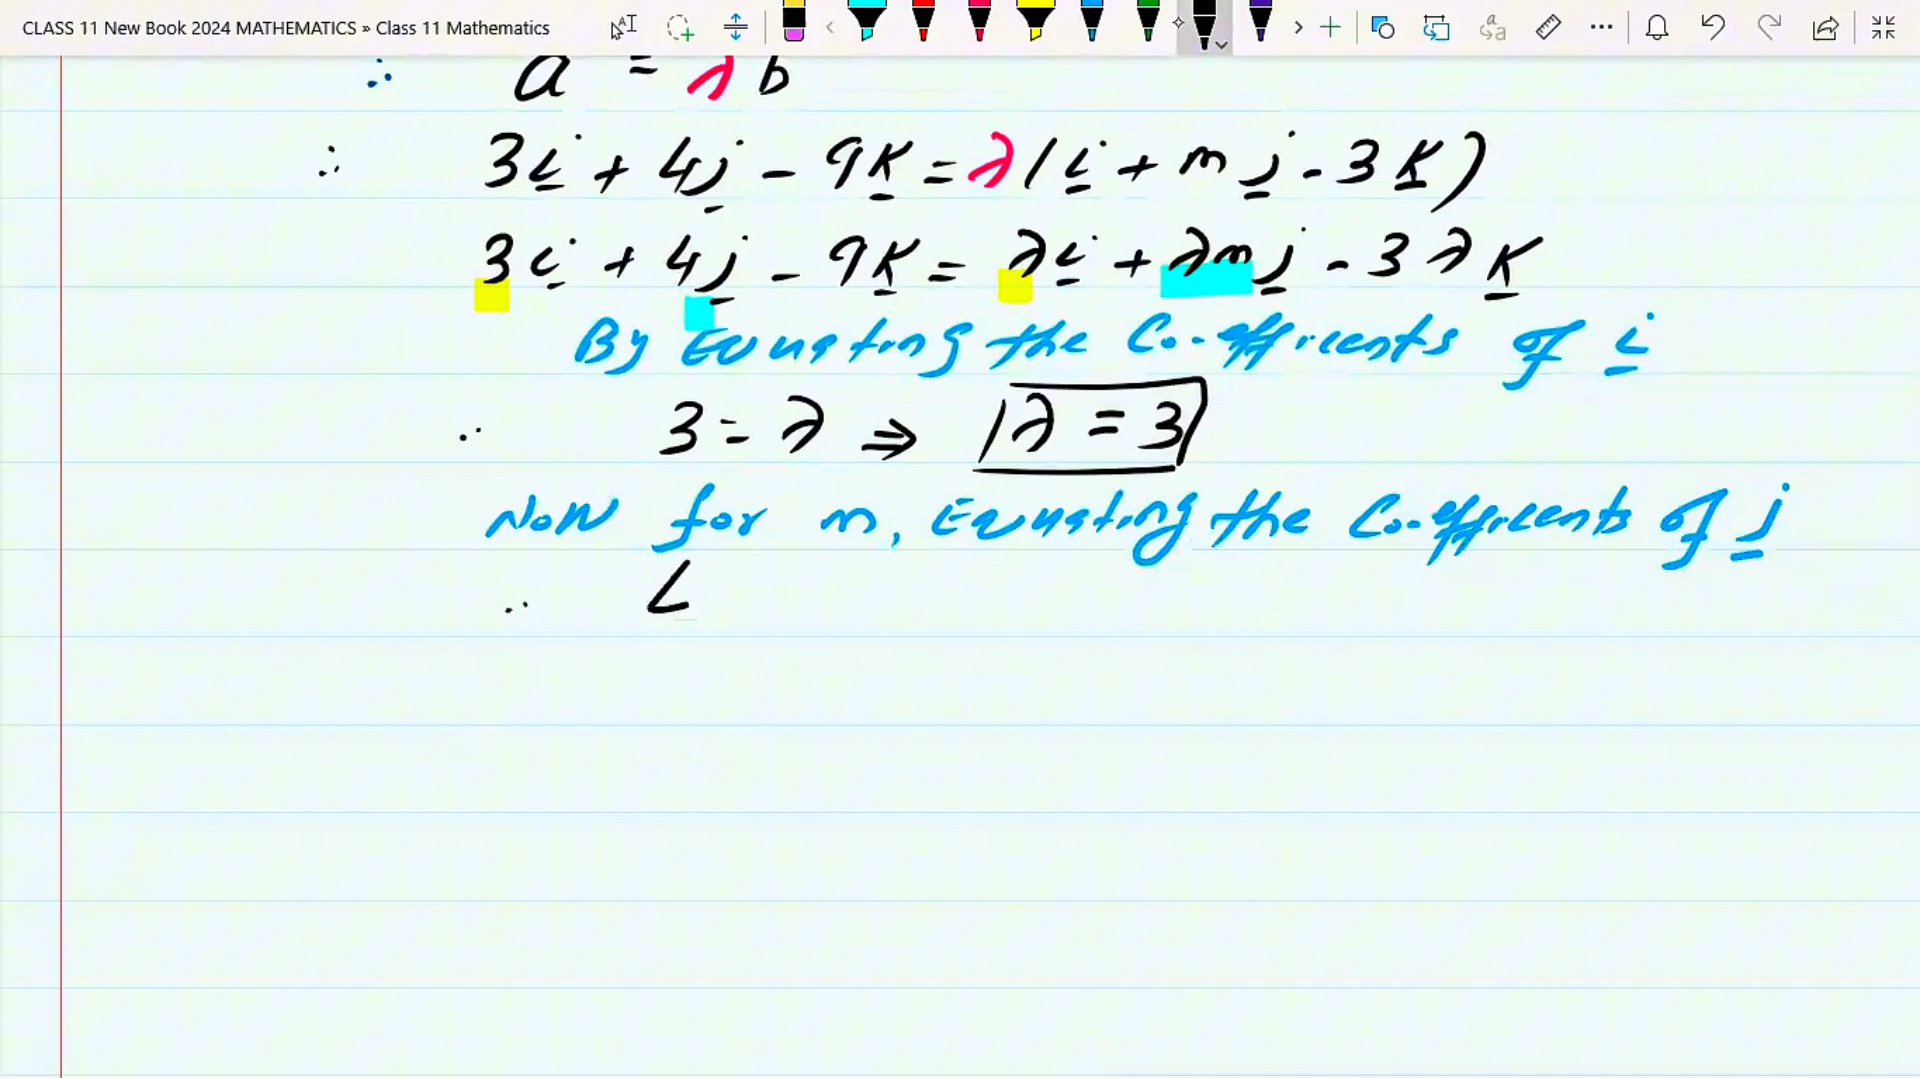 CLASS 11 New Book 2024 MATHEMATICS » Class 11 Mathematics
∴ a = λ b
∴ 3i + 4j - 9k = λ(i + mj - 3k)
3i + 4j - 9k = λi + λmj - 3λk
By Equating the Co-efficients of i
∴ 3 = λ ⇒ λ = 3
Now for m, Equating the Co-efficients of j
∴